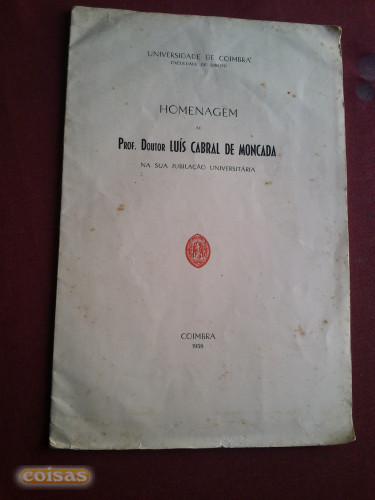 UNIVERSIDADE DE COIMBRA
FACULDADE DE DIREITO
HOMENAGEM
AO
PROF. DOUTOR LUÍS CABRAL DE MONCADA
NA SUA JUBILAÇÃO UNIVERSITÁRIA
COIMBRA
1958
coisas